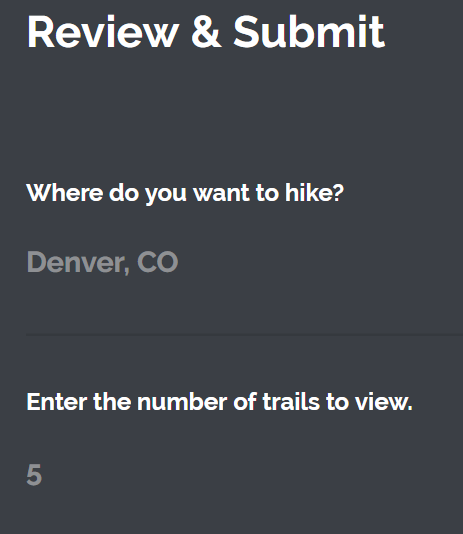 Review & Submit
Where do you want to hike?
Denver, CO
Enter the number of trails to view.
5